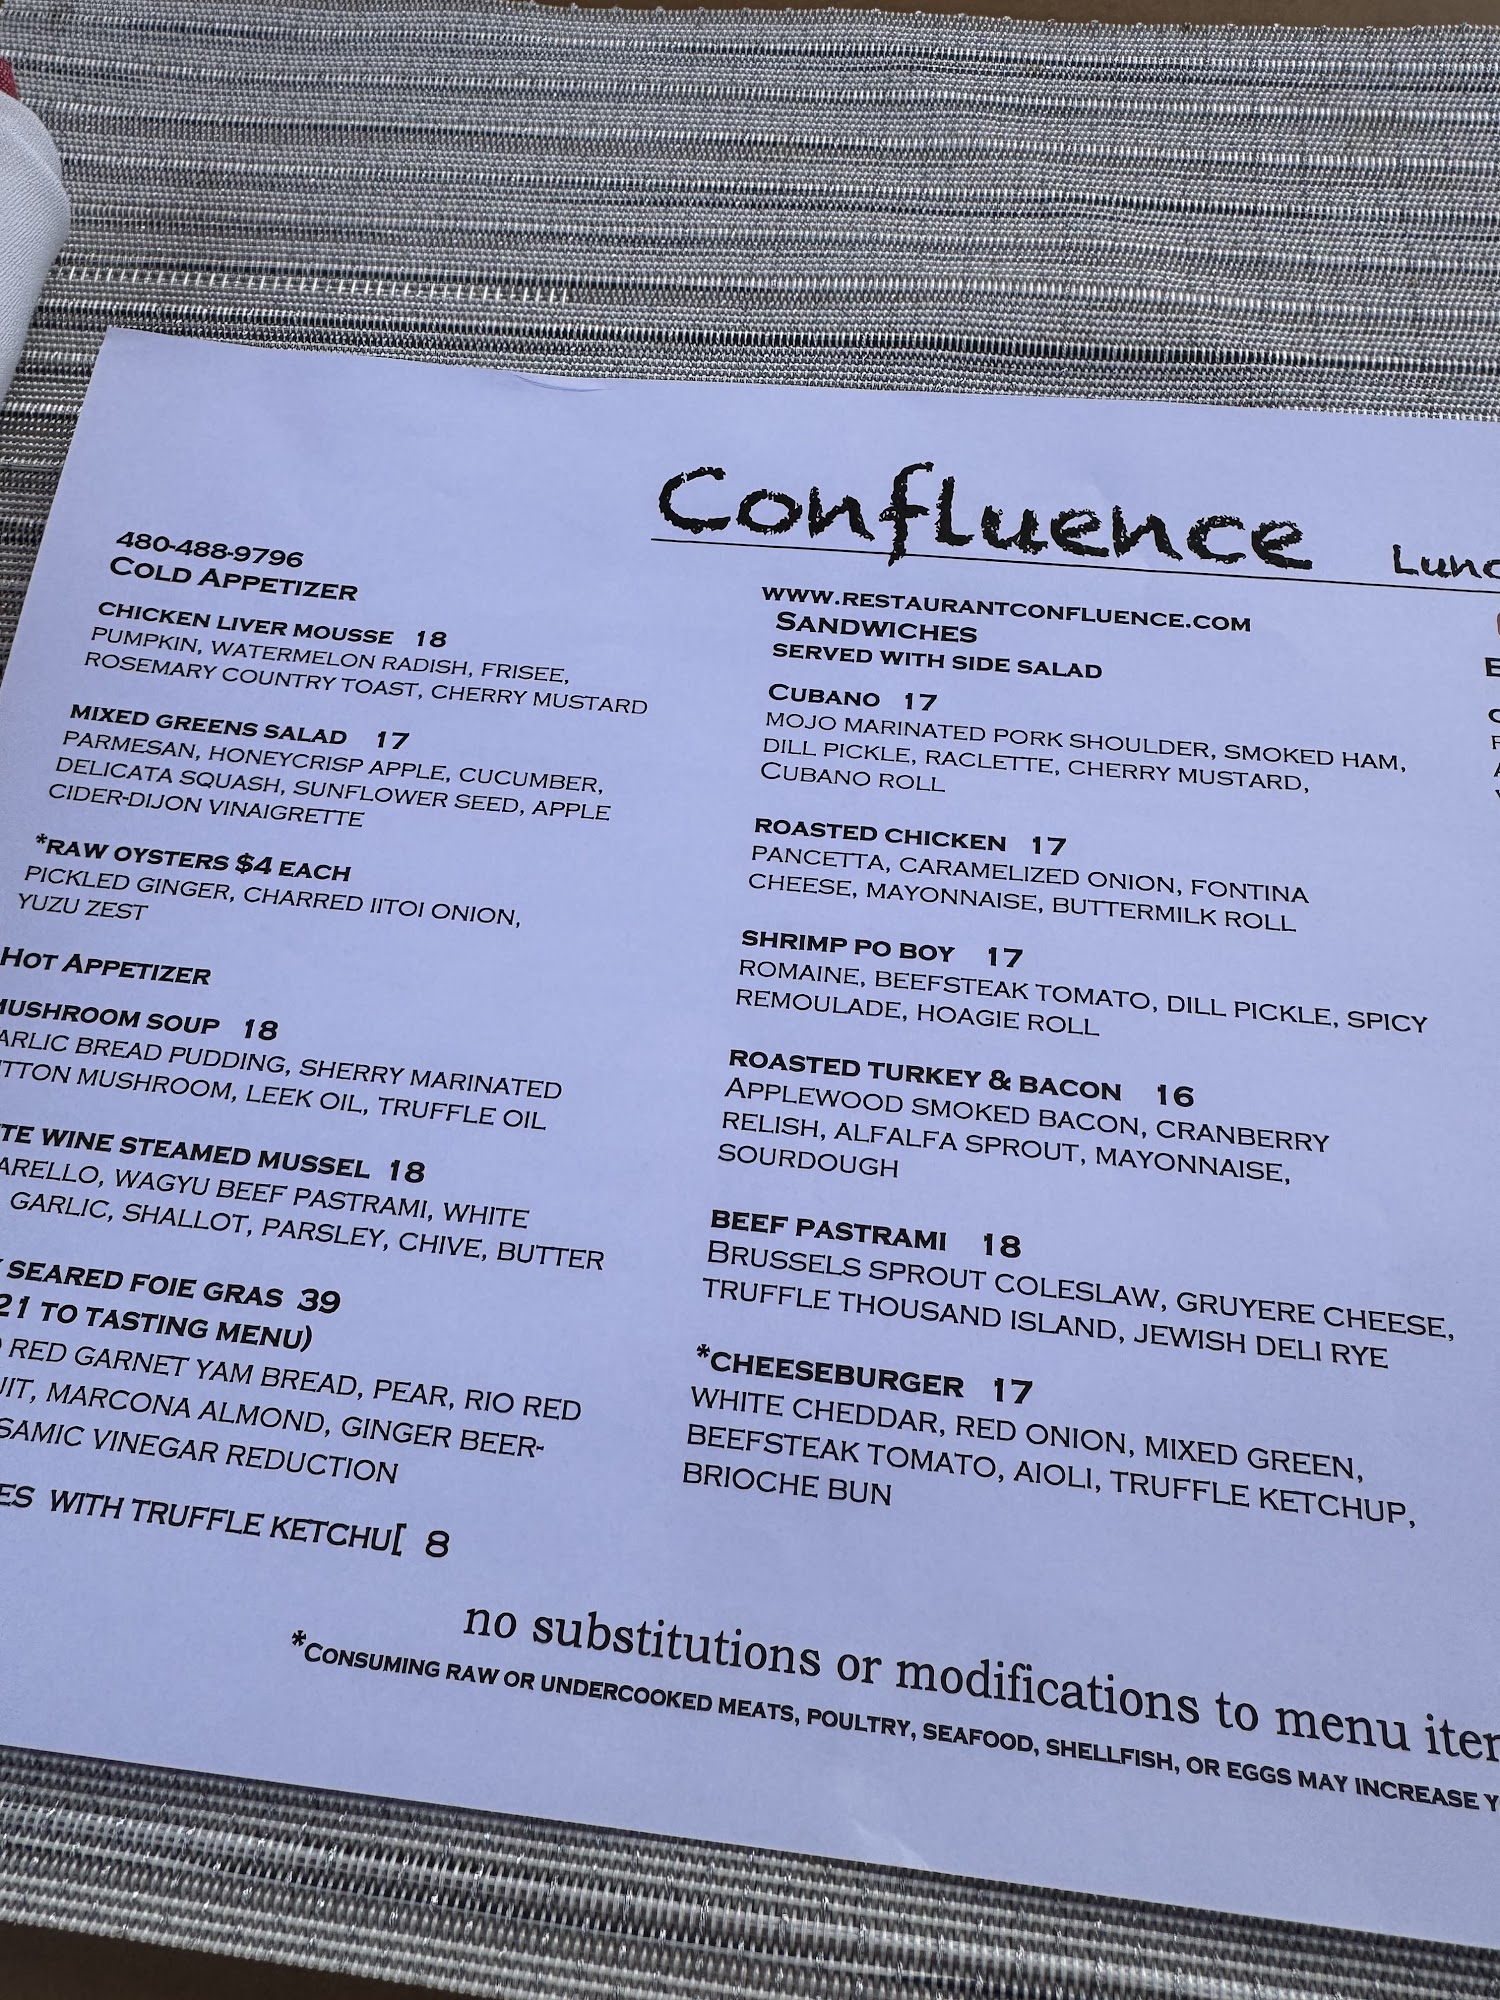 Confluence
480-488-9796
COLD APPETIZER
CHICKEN LIVER MOUSSE 18
PUMPKIN, WATERMELON RADISH, FRISEE,
ROSEMARY COUNTRY TOAST, CHERRY MUSTARD
MIXED GREENS SALAD 17
PARMESAN, HONEYCRISP APPLE, CUCUMBER,
DELICATA SQUASH, SUNFLOWER SEED, APPLE
CIDER-DIJON VINAIGRETTE
*RAW OYSTERS $4 EACH
PICKLED GINGER, CHARRED IITOI ONION,
YUZU ZEST
HOT APPETIZER
MUSHROOM SOUP 18
BREAD PUDDING, SHERRY MARINATED
MUSHROOM, LEEK OIL, TRUFFLE OIL
WINE STEAMED MUSSEL 18
WAGYU BEEF PASTRAMI, WHITE
GARLIC, SHALLOT, PARSLEY, CHIVE, BUTTER
SEARED FOIE GRAS 39
21 TO TASTING MENU)
RED GARNET YAM BREAD, PEAR, RIO RED
MARCONA ALMOND, GINGER BEER-
VINEGAR REDUCTION
WITH TRUFFLE KETCHU[ 8
WWW.RESTAURANTCONFLUENCE.COM
SANDWICHES
SERVED WITH SIDE SALAD
CUBANO 17
MOJO MARINATED PORK SHOULDER, SMOKED HAM,
DILL PICKLE, RACLETTE, CHERRY MUSTARD,
CUBANO ROLL
ROASTED CHICKEN 17
PANCETTA, CARAMELIZED ONION, FONTINA
CHEESE, MAYONNAISE, BUTTERMILK ROLL
SHRIMP PO BOY 17
ROMAINE, BEEFSTEAK TOMATO, DILL PICKLE, SPICY
REMOULADE, HOAGIE ROLL
ROASTED TURKEY & BACON 16
APPLEWOOD SMOKED BACON, CRANBERRY
RELISH, ALFALFA SPROUT, MAYONNAISE,
SOURDOUGH
BEEF PASTRAMI 18
BRUSSELS SPROUT COLESLAW, GRUYERE CHEESE,
TRUFFLE THOUSAND ISLAND, JEWISH DELI RYE
*CHEESEBURGER 17
WHITE CHEDDAR, RED ONION, MIXED GREEN,
BEEFSTEAK TOMATO, AIOLI, TRUFFLE KETCHUP,
BRIOCHE BUN
no substitutions or modifications to menu
*CONSUMING RAW OR UNDERCOOKED MEATS, POULTRY, SEAFOOD, SHELLFISH, OR EGGS MAY INCREASE